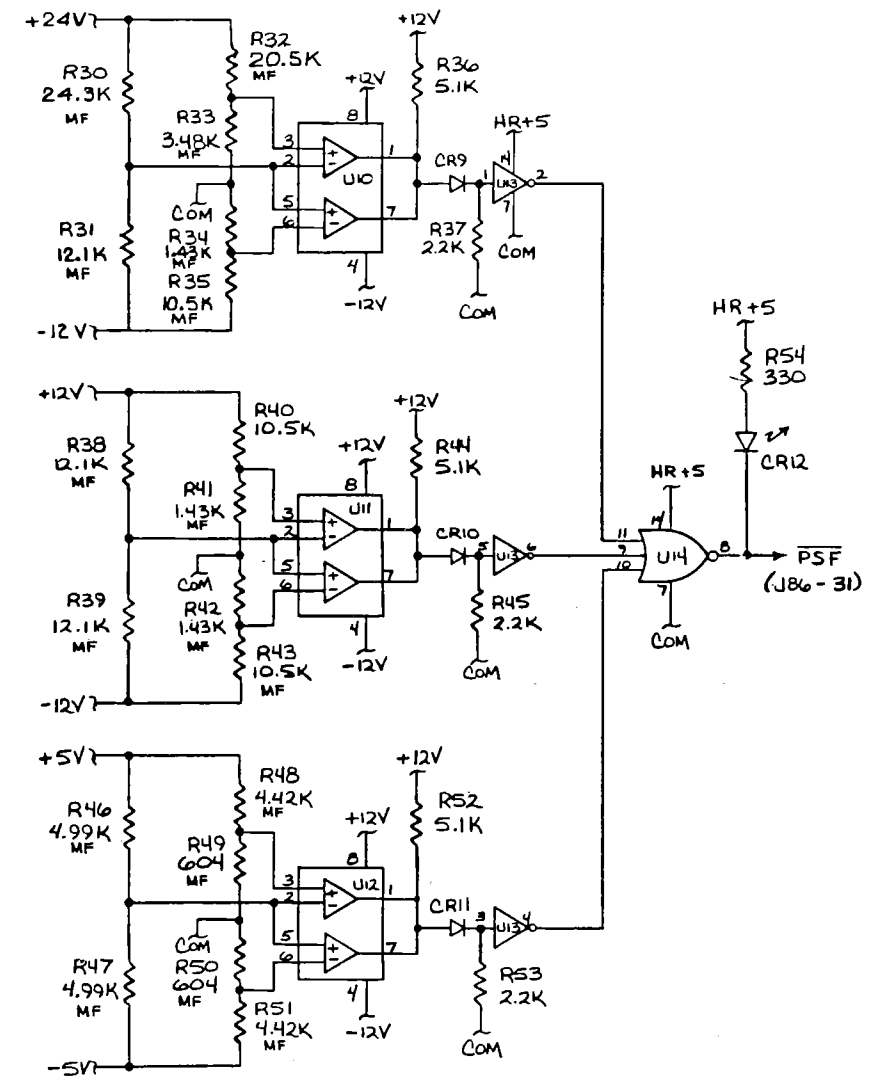 +24V
R30
24.3K
MF
R31
12.1K
MF
-12V
R32
20.5K
MF
R33
3.48K
MF
COM
R34
1.43K
MF
R35
10.5K
MF
+12V
8
3
2
5
6
U10
1
7
4
-12V
+12V
R36
5.1K
CR9
R37
2.2K
COM
HR+5
14
1
U13
2
7
COM
+12V
R38
12.1K
MF
R39
12.1K
MF
-12V
R40
10.5K
MF
R41
1.43K
MF
COM
R42
1.43K
MF
R43
10.5K
MF
+12V
8
U11
3
2
5
6
1
7
4
-12V
+12V
R44
5.1K
CR10
5
U13
6
R45
2.2K
COM
HR+5
R54
330
CR12
HR+5
14
11
9
10
U14
8
7
COM
PSF
(J86-31)
+5V
R46
4.99K
MF
R47
4.99K
MF
-5V
R48
4.42K
MF
R49
604
MF
COM
R50
604
MF
R51
4.42K
MF
+12V
8
U12
3
2
5
6
1
7
4
-12V
+12V
R52
5.1K
CR11
3
U13
4
R53
2.2K
COM